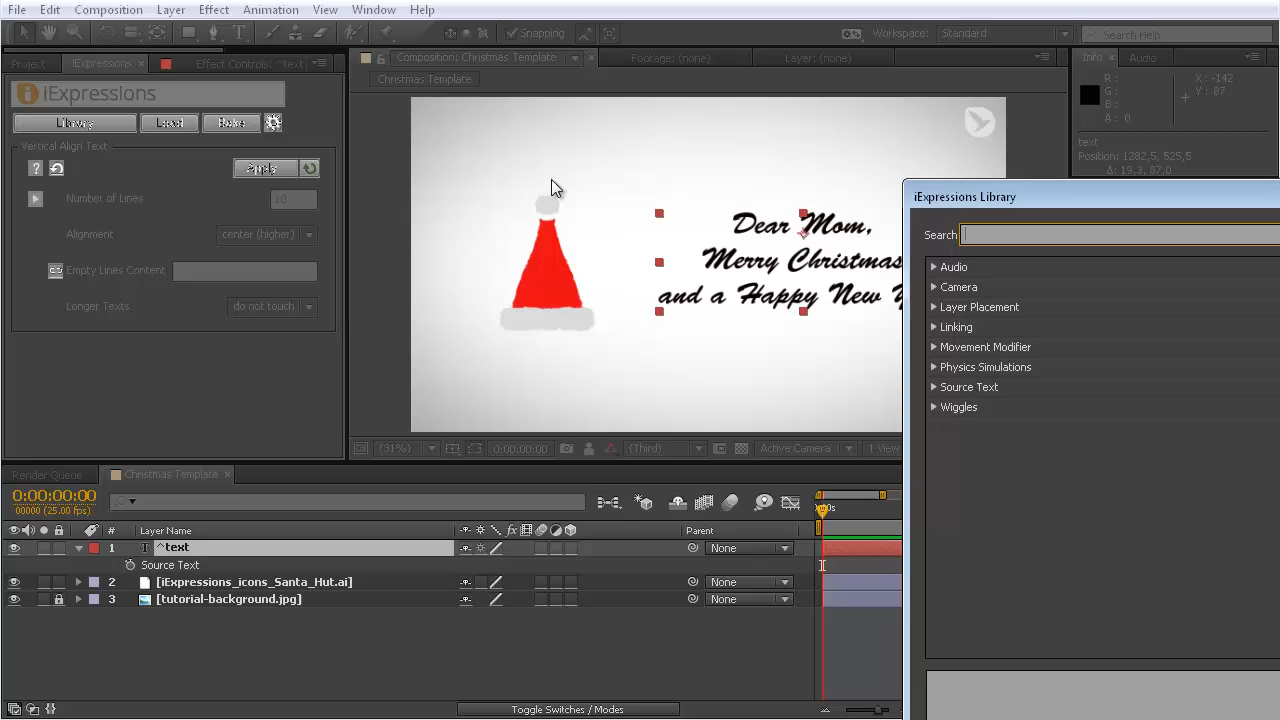 File Edit Composition Layer Effect Animation View Window Help
Snapping Workspace: Standard Search Help
Project iExpressions × Effect Controls: ^text
Composition: Christmas Template × Footage: (none) Layer: (none) Info × Audio
Christmas Template
iExpressions
Library Load Bake
Vertical Align Text
? Apply
Number of Lines 10
Alignment center (higher)
Empty Lines Content
Longer Texts do not touch
Dear Mom,
Merry Christmas
and a Happy New Y
R :
G :
B :
A : 0
X : -142
Y : 87
text
Position: 1282,5, 525,5
Δ: 19,3, 87,0
iExpressions Library
Search
Audio
Camera
Layer Placement
Linking
Movement Modifier
Physics Simulations
Source Text
Wiggles
(31%) 0:00:00:00 (Third) Active Camera 1 View
Render Queue Christmas Template ×
0:00:00:00
00000 (25.00 fps)
# Layer Name fx Parent
1 T ^text None
Source Text
2 [iExpressions_icons_Santa_Hut.ai] None
3 [tutorial-background.jpg] None
Toggle Switches / Modes